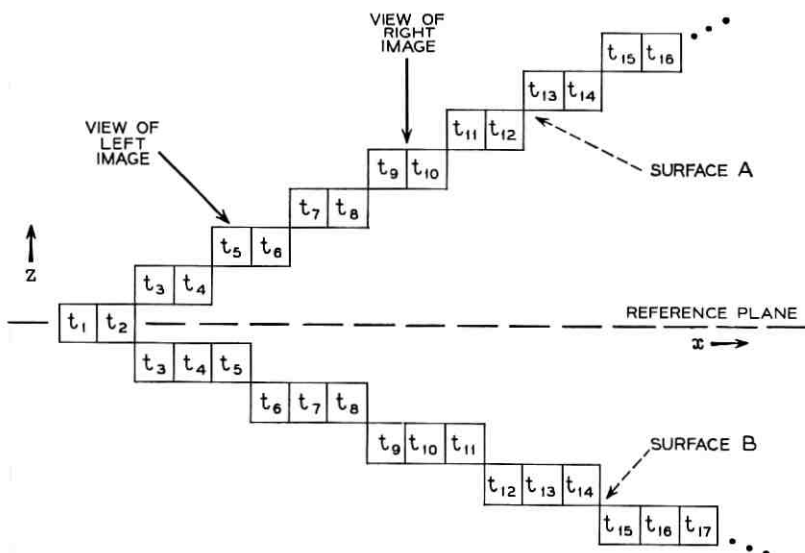 VIEW OF
RIGHT
IMAGE
t15 t16
t13 t14
VIEW OF
LEFT
IMAGE
t11 t12
t9 t10
SURFACE A
t7 t8
t5 t6
z
t3 t4
REFERENCE PLANE
t1 t2
x
t3 t4 t5
t6 t7 t8
t9 t10 t11
SURFACE B
t12 t13 t14
t15 t16 t17